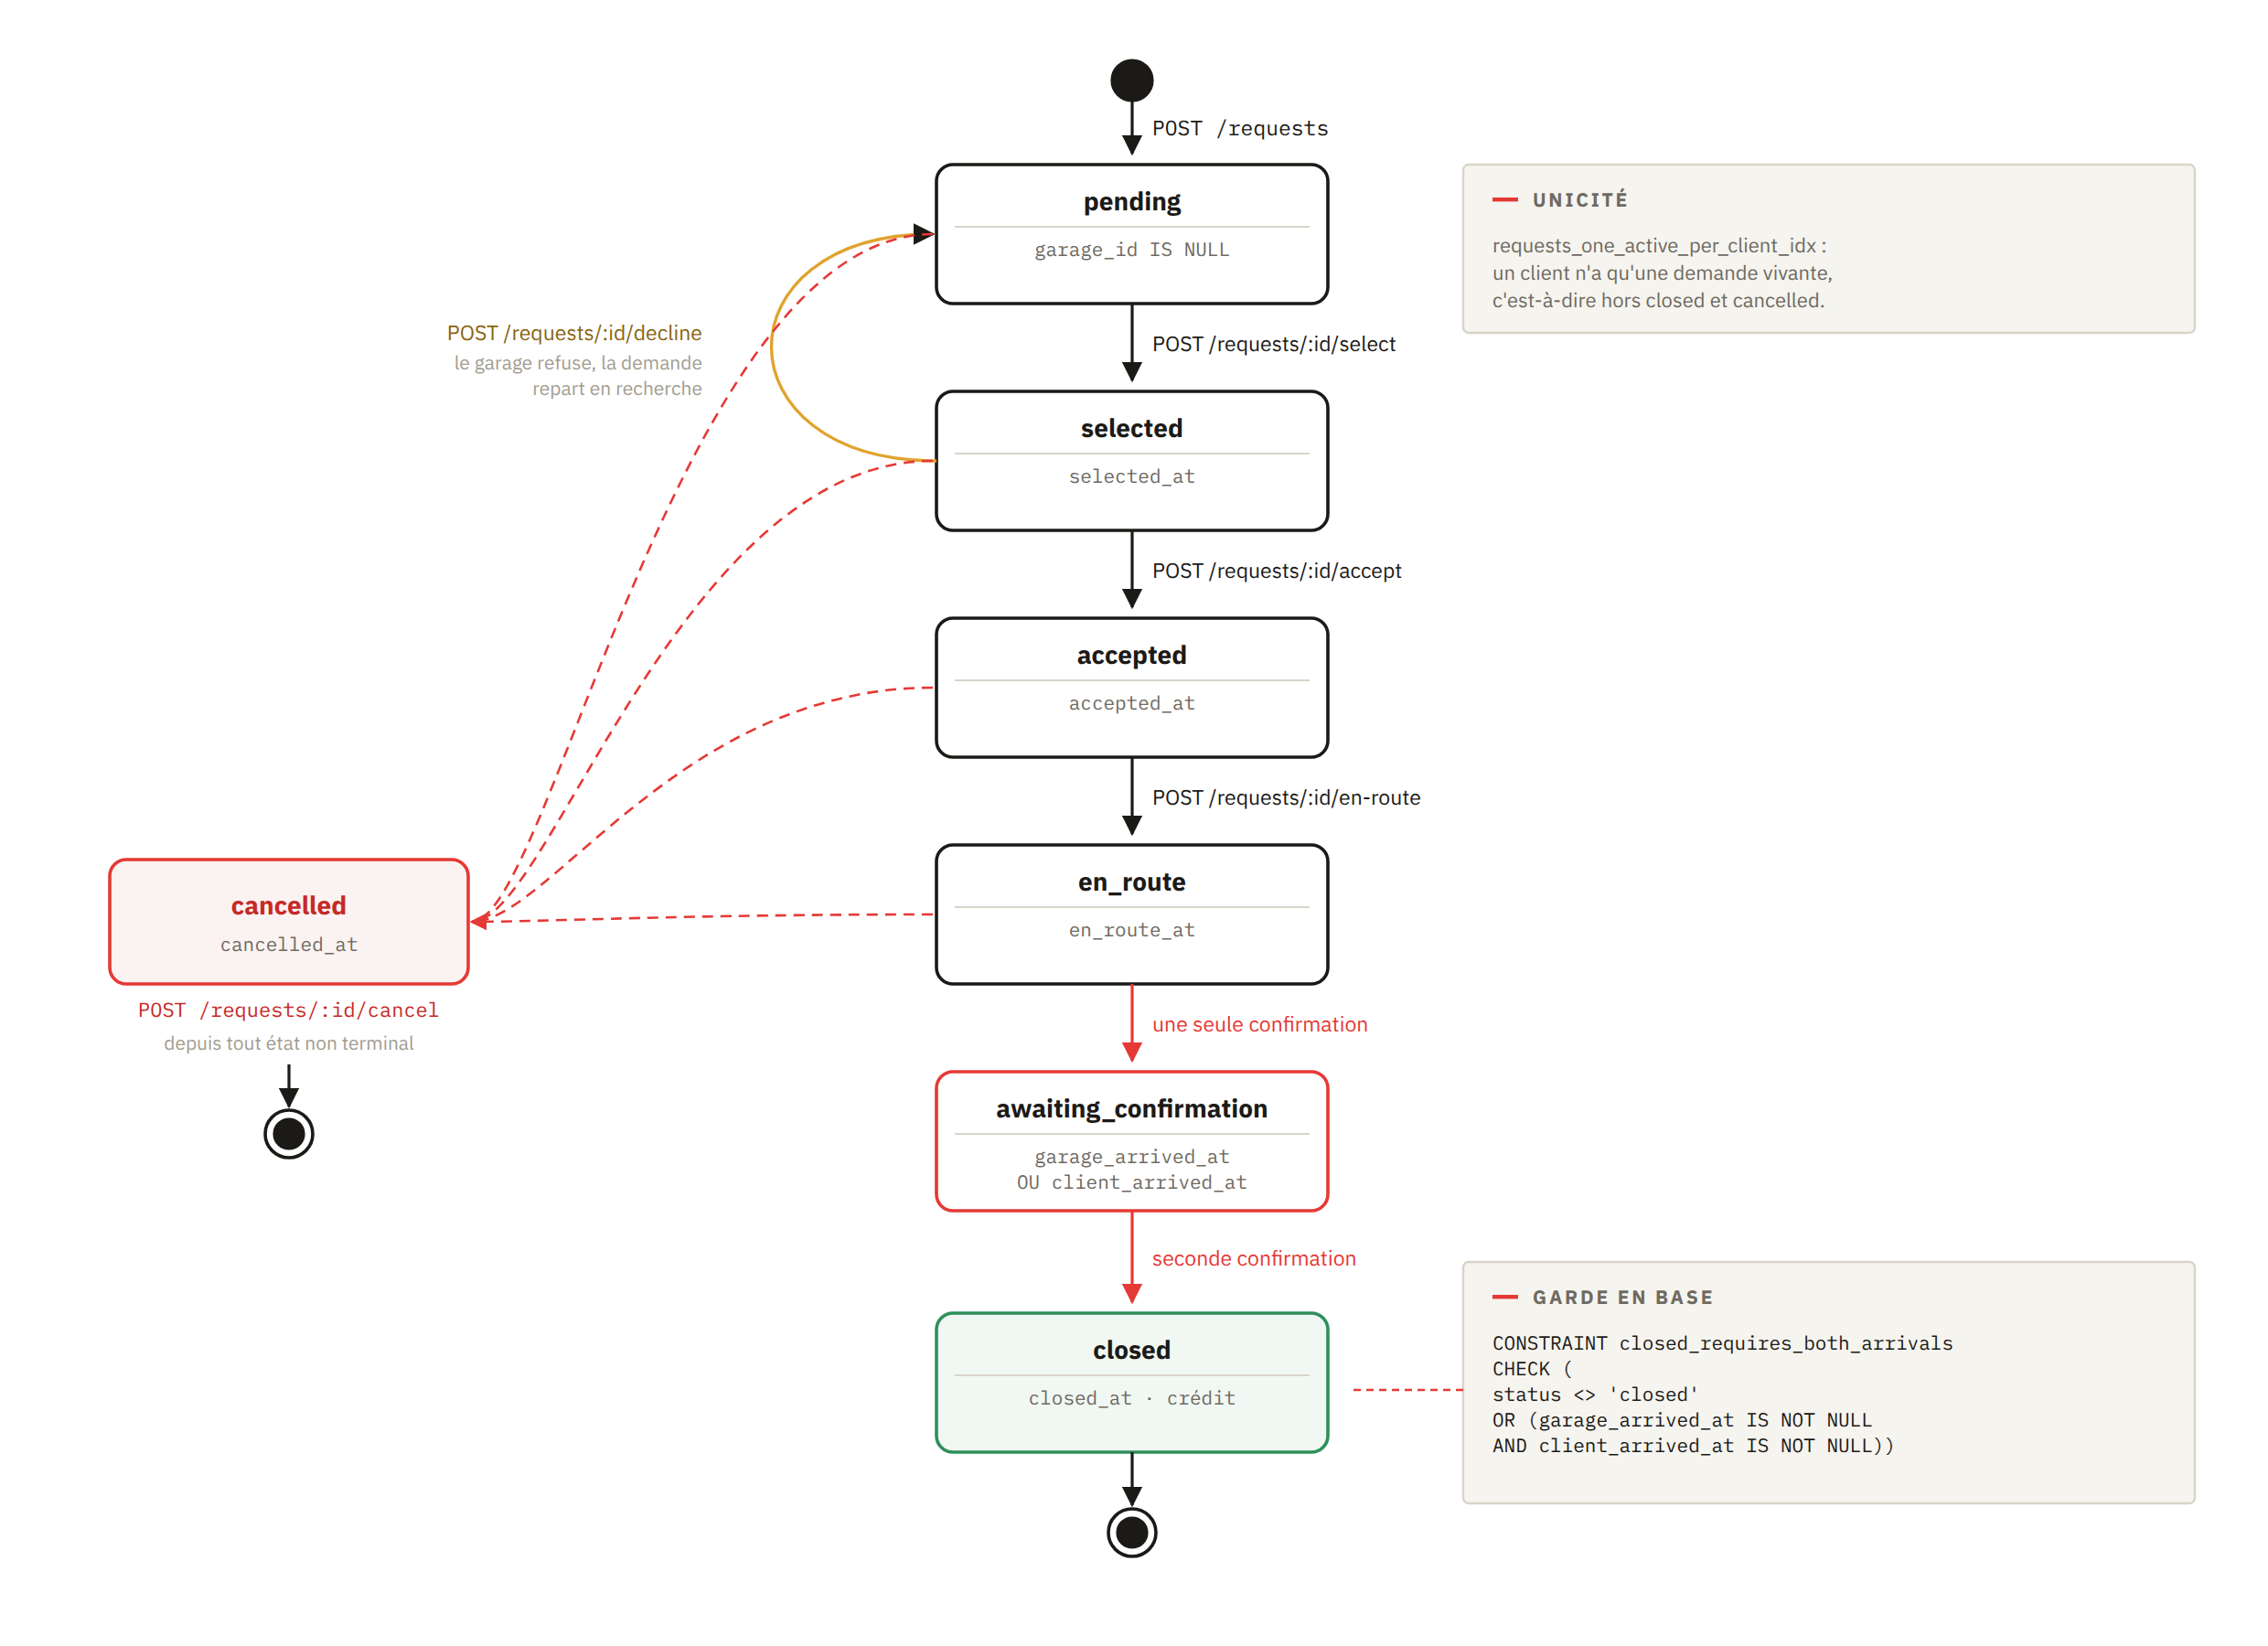 POST /requests
pending
garage_id IS NULL
UNICITÉ
requests_one_active_per_client_idx :
un client n'a qu'une demande vivante,
c'est-à-dire hors closed et cancelled.
POST /requests/:id/decline
le garage refuse, la demande
repart en recherche
POST /requests/:id/select
selected
selected_at
POST /requests/:id/accept
accepted
accepted_at
POST /requests/:id/en-route
en_route
en_route_at
cancelled
cancelled_at
POST /requests/:id/cancel
depuis tout état non terminal
une seule confirmation
awaiting_confirmation
garage_arrived_at
OU client_arrived_at
seconde confirmation
closed
closed_at · crédit
GARDE EN BASE
CONSTRAINT closed_requires_both_arrivals
CHECK (
status <> 'closed'
OR (garage_arrived_at IS NOT NULL
AND client_arrived_at IS NOT NULL))